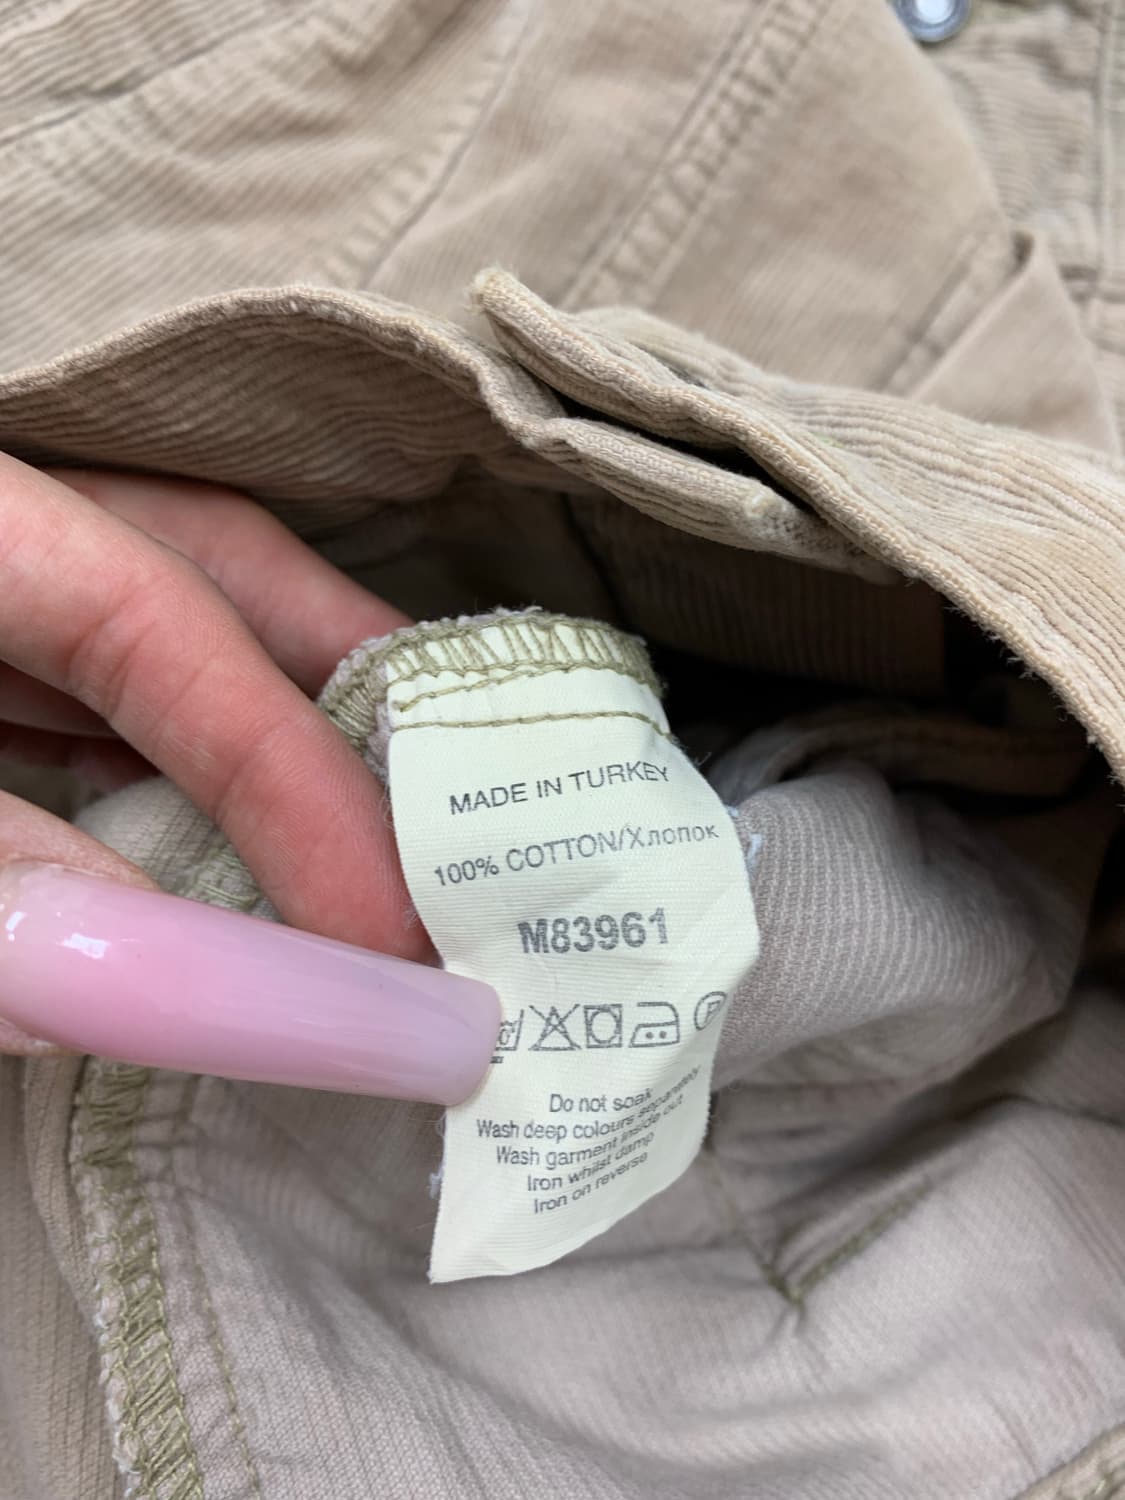 MADE IN TURKEY
100% COTTON/Хлопок
M83961
P
Do not soak
Wash deep colours separately
Wash garment inside out
Iron whilst damp
Iron on reverse